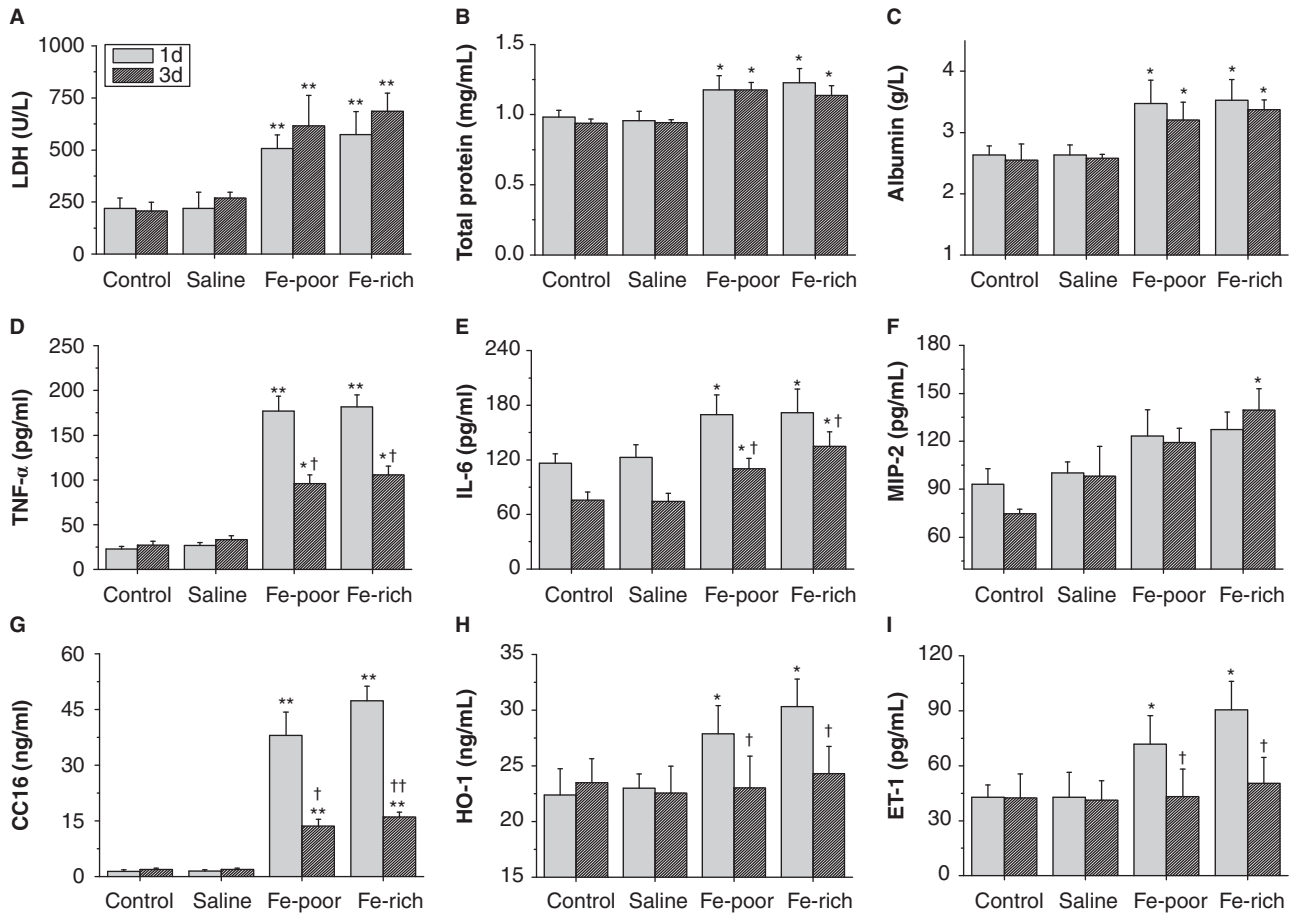 A
LDH (U/L)
1000
750
500
250
0
1d
3d
** ** ** **
Control Saline Fe-poor Fe-rich
B
Total protein (mg/mL)
1.5
1.0
0.5
0.0
* * * *
Control Saline Fe-poor Fe-rich
C
Albumin (g/L)
4
3
2
1
* * * *
Control Saline Fe-poor Fe-rich
D
TNF-α (pg/ml)
250
200
150
100
50
0
** *† ** *†
Control Saline Fe-poor Fe-rich
E
IL-6 (pg/ml)
240
180
120
60
0
* *† * *†
Control Saline Fe-poor Fe-rich
F
MIP-2 (pg/mL)
180
150
120
90
60
*
Control Saline Fe-poor Fe-rich
G
CC16 (ng/ml)
60
45
30
15
0
** **
† ††
** **
Control Saline Fe-poor Fe-rich
H
HO-1 (ng/mL)
35
30
25
20
15
* † * †
Control Saline Fe-poor Fe-rich
I
ET-1 (pg/mL)
120
90
60
30
0
* † * †
Control Saline Fe-poor Fe-rich